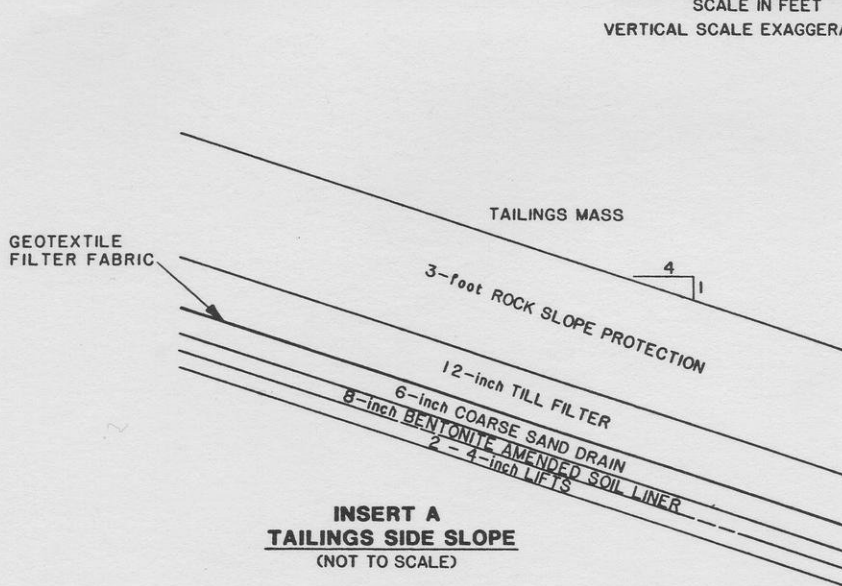 SCALE IN FEET
VERTICAL SCALE
TAILINGS MASS
4
1
GEOTEXTILE
FILTER FABRIC
3-foot ROCK SLOPE PROTECTION
12-inch TILL FILTER
6-inch COARSE SAND DRAIN
8-inch BENTONITE AMENDED SOIL LINER
2 - 4-inch LIFTS
INSERT A
TAILINGS SIDE SLOPE
(NOT TO SCALE)